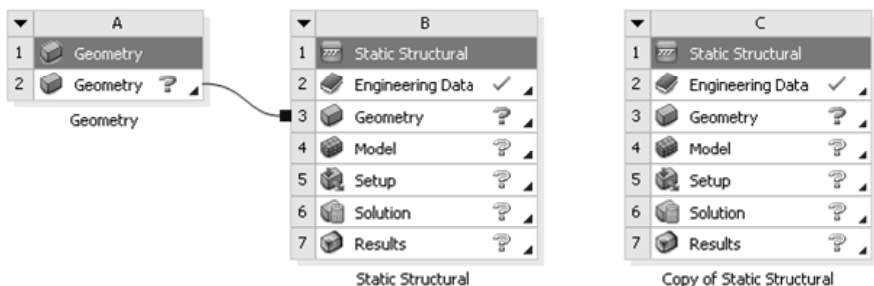 A
1 Geometry
2 Geometry ?
Geometry
B
1 Static Structural
2 Engineering Data ✓
3 Geometry ?
4 Model ?
5 Setup ?
6 Solution ?
7 Results ?
Static Structural
C
1 Static Structural
2 Engineering Data ✓
3 Geometry ?
4 Model ?
5 Setup ?
6 Solution ?
7 Results ?
Copy of Static Structural